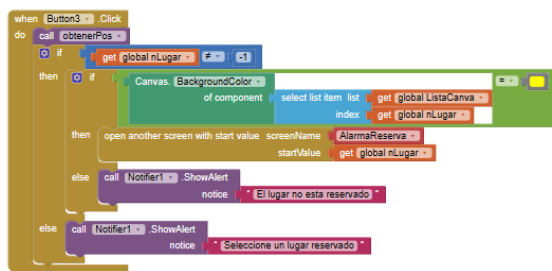 when Button3 .Click
do call obtenerPos
if get global nLugar ≠ -1
then if Canvas. BackgroundColor =
of component select list item list get global ListaCanva
index get global nLugar
then open another screen with start value screenName AlarmaReserva
startValue get global nLugar
else call Notifier1 .ShowAlert
notice " El lugar no esta reservado "
else call Notifier1 .ShowAlert
notice " Seleccione un lugar reservado "